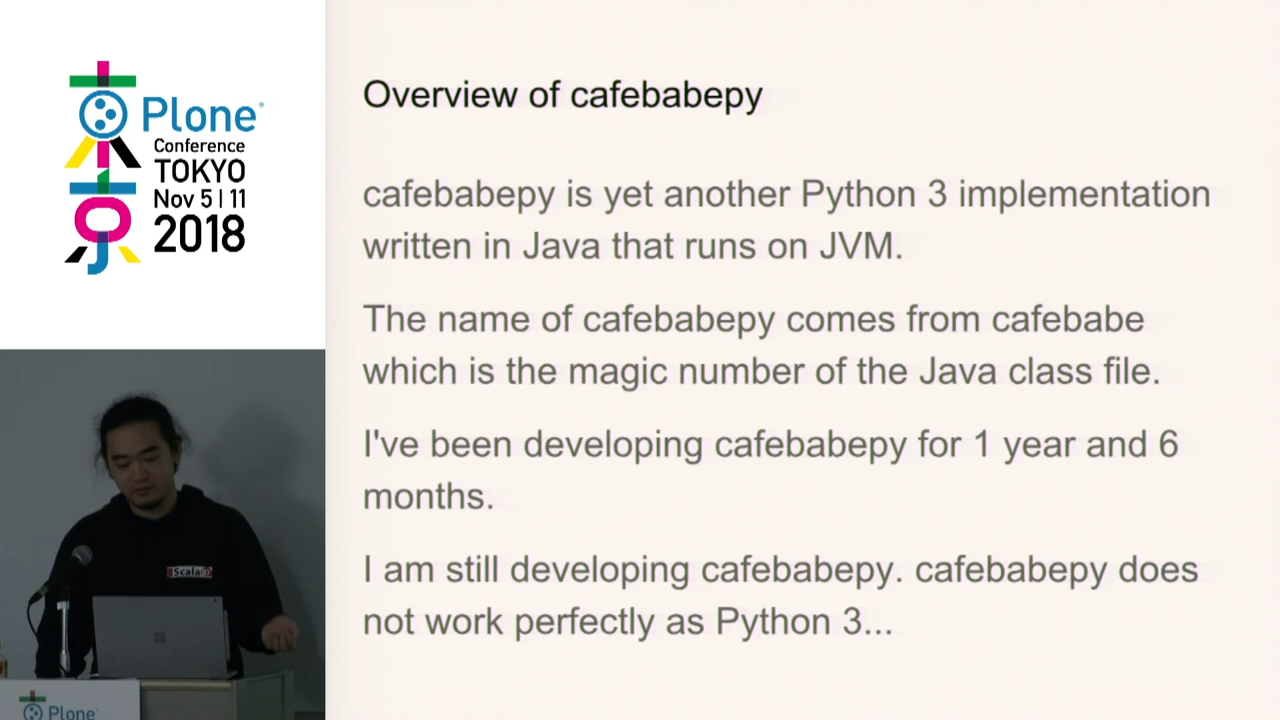 Plone®
Conference
TOKYO
Nov 5 | 11
2018
Overview of cafebabepy
cafebabepy is yet another Python 3 implementation
written in Java that runs on JVM.
The name of cafebabepy comes from cafebabe
which is the magic number of the Java class file.
I've been developing cafebabepy for 1 year and 6
months.
I am still developing cafebabepy. cafebabepy does
not work perfectly as Python 3...
Scala
Plone